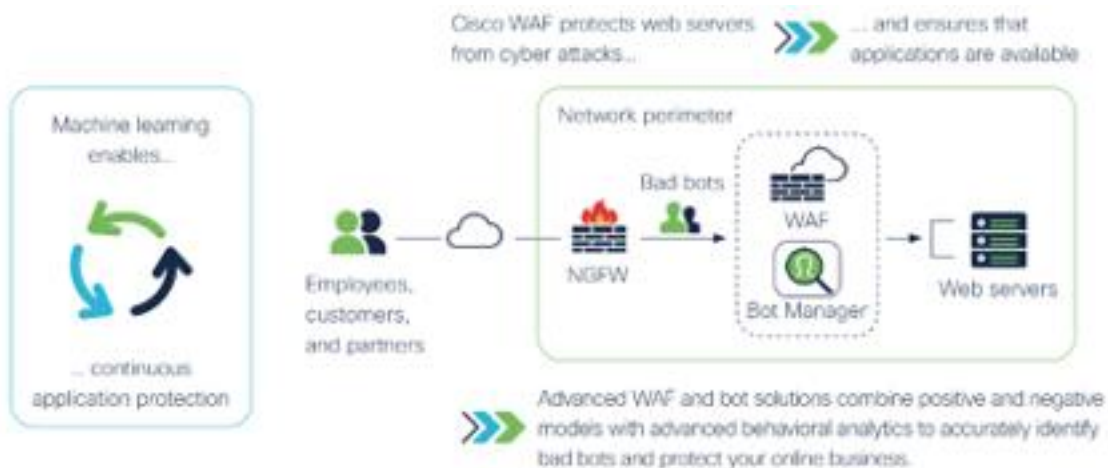 Cisco WAF protects web servers
from cyber attacks...
... and ensures that
applications are available
Machine learning
enables...
... continuous
application protection
Network perimeter
Employees,
customers,
and partners
NGFW
Bad bots
WAF
Bot Manager
Web servers
Advanced WAF and bot solutions combine positive and negative
models with advanced behavioral analytics to accurately identify
bad bots and protect your online business.